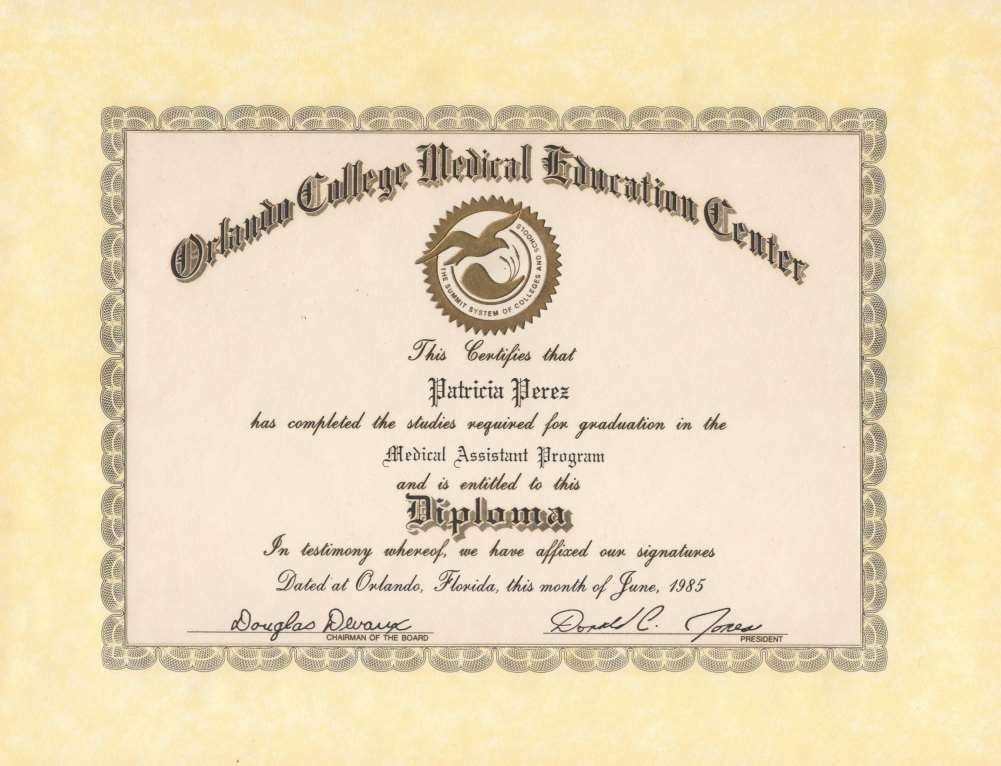 Orlando College Medical Education Center
THE SUMMIT SYSTEM OF COLLEGES AND SCHOOLS
This Certifies that
Patricia Perez
has completed the studies required for graduation in the
Medical Assistant Program
and is entitled to this
Diploma
In testimony whereof, we have affixed our signatures
Dated at Orlando, Florida, this month of June, 1985
Douglas Devaux Donald C. Jones
CHAIRMAN OF THE BOARD PRESIDENT